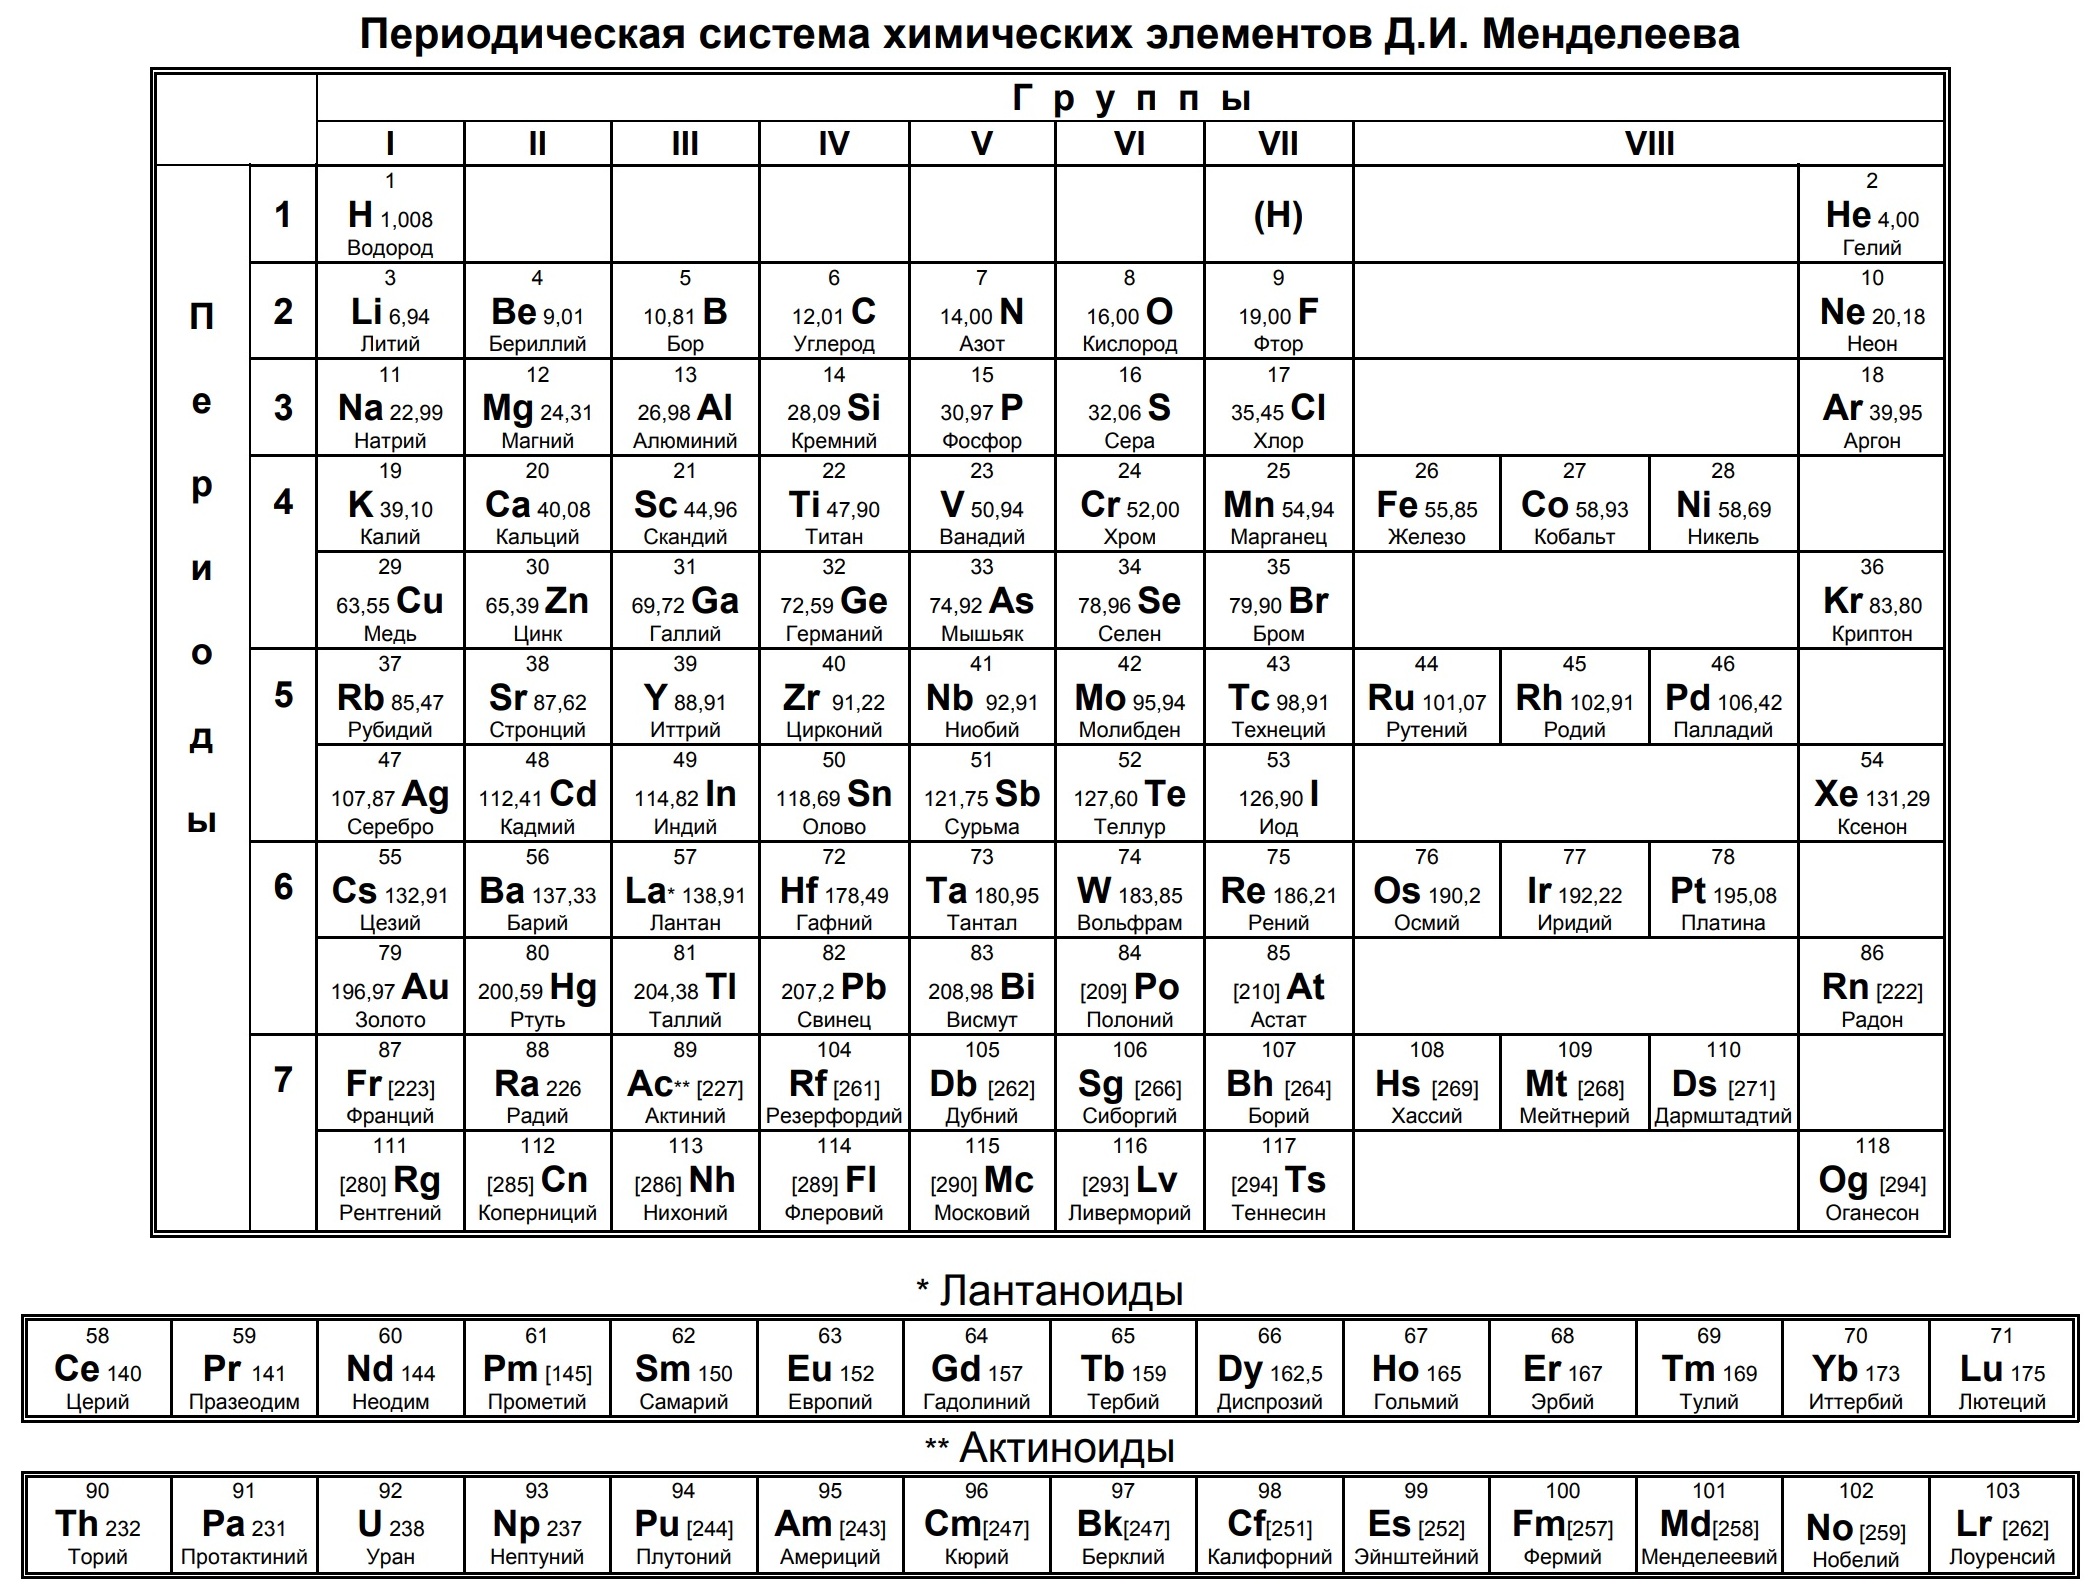 Периодическая система химических элементов Д.И. Менделеева
Г р у п п ы
I II III IV V VI VII VIII
Периоды
1
1 2
H 1,008 (H) He 4,00
Водород Гелий
2
3 4 5 6 7 8 9 10
Li 6,94 Be 9,01 10,81 B 12,01 C 14,00 N 16,00 O 19,00 F Ne 20,18
Литий Бериллий Бор Углерод Азот Кислород Фтор Неон
3
11 12 13 14 15 16 17 18
Na 22,99 Mg 24,31 26,98 Al 28,09 Si 30,97 P 32,06 S 35,45 Cl Ar 39,95
Натрий Магний Алюминий Кремний Фосфор Сера Хлор Аргон
4
19 20 21 22 23 24 25 26 27 28
K 39,10 Ca 40,08 Sc 44,96 Ti 47,90 V 50,94 Cr 52,00 Mn 54,94 Fe 55,85 Co 58,93 Ni 58,69
Калий Кальций Скандий Титан Ванадий Хром Марганец Железо Кобальт Никель
29 30 31 32 33 34 35 36
63,55 Cu 65,39 Zn 69,72 Ga 72,59 Ge 74,92 As 78,96 Se 79,90 Br Kr 83,80
Медь Цинк Галлий Германий Мышьяк Селен Бром Криптон
5
37 38 39 40 41 42 43 44 45 46
Rb 85,47 Sr 87,62 Y 88,91 Zr 91,22 Nb 92,91 Mo 95,94 Tc 98,91 Ru 101,07 Rh 102,91 Pd 106,42
Рубидий Стронций Иттрий Цирконий Ниобий Молибден Технеций Рутений Родий Палладий
47 48 49 50 51 52 53 54
107,87 Ag 112,41 Cd 114,82 In 118,69 Sn 121,75 Sb 127,60 Te 126,90 I Xe 131,29
Серебро Кадмий Индий Олово Сурьма Теллур Иод Ксенон
6
55 56 57 72 73 74 75 76 77 78
Cs 132,91 Ba 137,33 La* 138,91 Hf 178,49 Ta 180,95 W 183,85 Re 186,21 Os 190,2 Ir 192,22 Pt 195,08
Цезий Барий Лантан Гафний Тантал Вольфрам Рений Осмий Иридий Платина
79 80 81 82 83 84 85 86
196,97 Au 200,59 Hg 204,38 Tl 207,2 Pb 208,98 Bi [209] Po [210] At Rn [222]
Золото Ртуть Таллий Свинец Висмут Полоний Астат Радон
7
87 88 89 104 105 106 107 108 109 110
Fr [223] Ra 226 Ac** [227] Rf [261] Db [262] Sg [266] Bh [264] Hs [269] Mt [268] Ds [271]
Франций Радий Актиний Резерфордий Дубний Сиборгий Борий Хассий Мейтнерий Дармштадтий
111 112 113 114 115 116 117 118
[280] Rg [285] Cn [286] Nh [289] Fl [290] Mc [293] Lv [294] Ts Og [294]
Рентгений Коперниций Нихоний Флеровий Московий Ливерморий Теннесин Оганесон
* Лантаноиды
58 59 60 61 62 63 64 65 66 67 68 69 70 71
Ce 140 Pr 141 Nd 144 Pm [145] Sm 150 Eu 152 Gd 157 Tb 159 Dy 162,5 Ho 165 Er 167 Tm 169 Yb 173 Lu 175
Церий Празеодим Неодим Прометий Самарий Европий Гадолиний Тербий Диспрозий Гольмий Эрбий Тулий Иттербий Лютеций
** Актиноиды
90 91 92 93 94 95 96 97 98 99 100 101 102 103
Th 232 Pa 231 U 238 Np 237 Pu [244] Am [243] Cm[247] Bk[247] Cf[251] Es [252] Fm[257] Md[258] No [259] Lr [262]
Торий Протактиний Уран Нептуний Плутоний Америций Кюрий Берклий Калифорний Эйнштейний Фермий Менделеевий Нобелий Лоуренсий